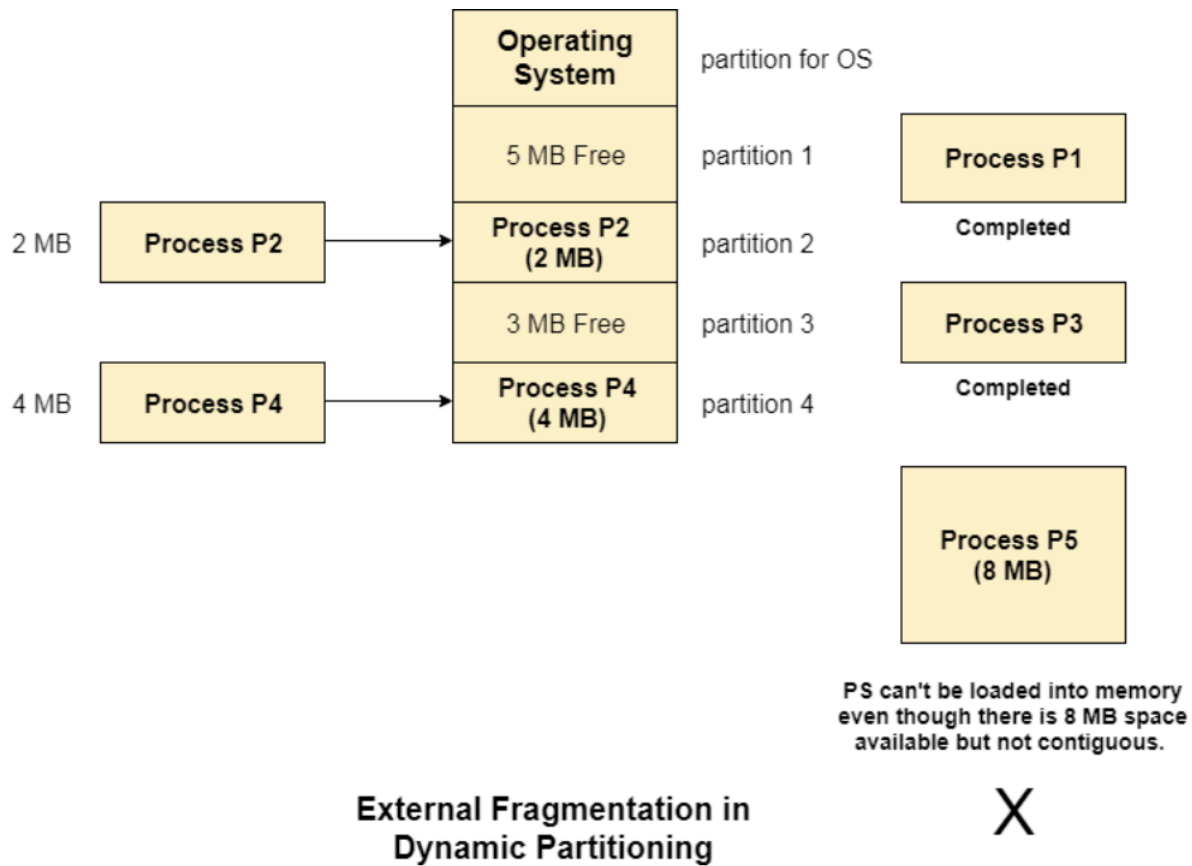 Operating
System
partition for OS
5 MB Free
partition 1
Process P1
Completed
2 MB
Process P2
Process P2
(2 MB)
partition 2
3 MB Free
partition 3
Process P3
Completed
4 MB
Process P4
Process P4
(4 MB)
partition 4
Process P5
(8 MB)
PS can't be loaded into memory
even though there is 8 MB space
available but not contiguous.
X
External Fragmentation in
Dynamic Partitioning